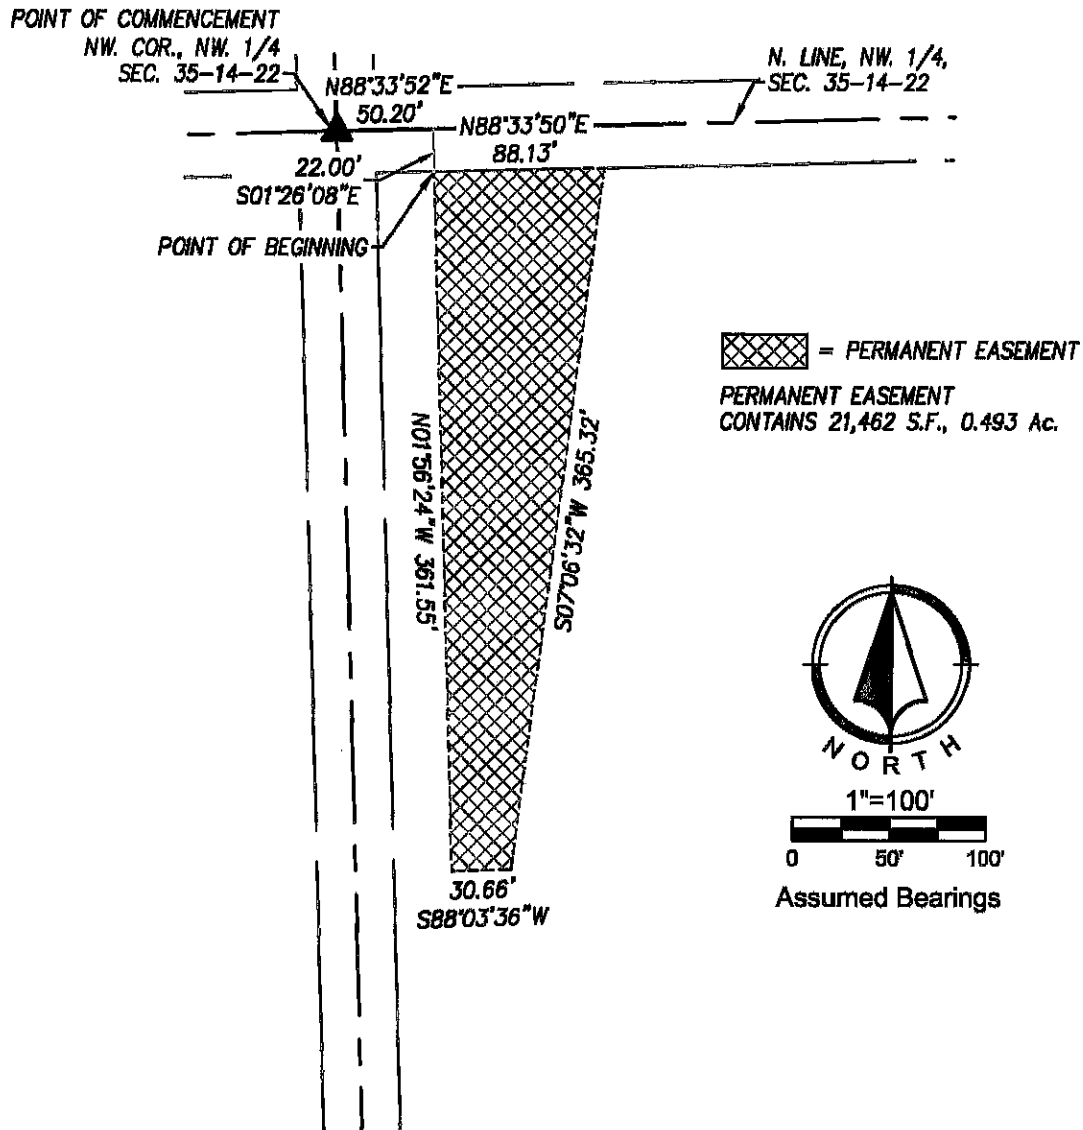 POINT OF COMMENCEMENT
NW. COR., NW. 1/4
SEC. 35-14-22
N. LINE, NW. 1/4,
SEC. 35-14-22
N88°33'52"E
50.20'
N88°33'50"E
88.13'
22.00'
S01°26'08"E
POINT OF BEGINNING
= PERMANENT EASEMENT
PERMANENT EASEMENT
CONTAINS 21,462 S.F., 0.493 Ac.
N01°56'24"W 361.55'
S07°06'32"W 365.32'
30.66'
S88°03'36"W
NORTH
1"=100'
0 50' 100'
Assumed Bearings